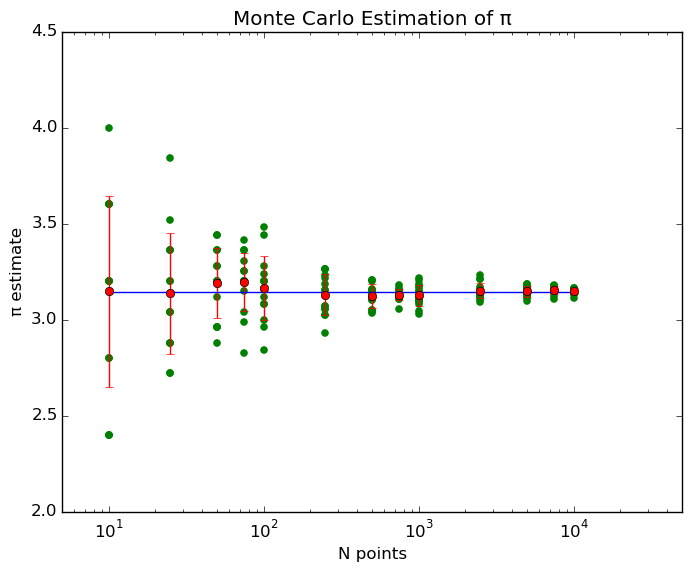 Monte Carlo Estimation of π
4.5
4.0
3.5
3.0
2.5
2.0
π estimate
10¹ 10² 10³ 10⁴
N points